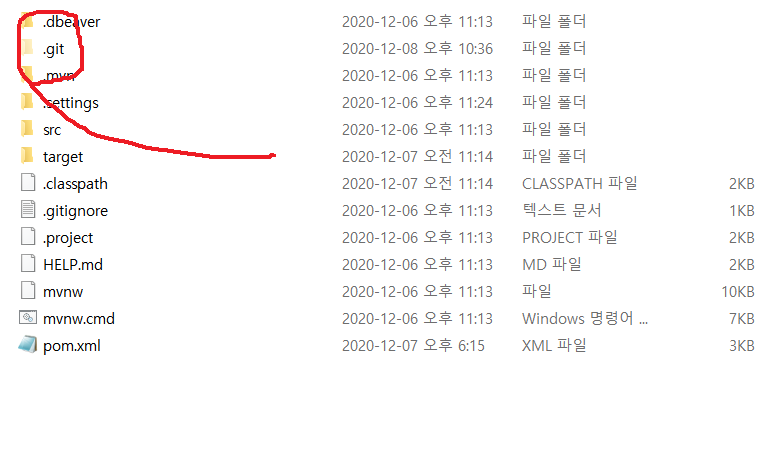 .dbeaver 2020-12-06 오후 11:13 파일 폴더
.git 2020-12-08 오후 10:36 파일 폴더
.mvn 2020-12-06 오후 11:13 파일 폴더
.settings 2020-12-06 오후 11:24 파일 폴더
src 2020-12-06 오후 11:13 파일 폴더
target 2020-12-07 오전 11:14 파일 폴더
.classpath 2020-12-07 오전 11:14 CLASSPATH 파일 2KB
.gitignore 2020-12-06 오후 11:13 텍스트 문서 1KB
.project 2020-12-06 오후 11:13 PROJECT 파일 2KB
HELP.md 2020-12-06 오후 11:13 MD 파일 2KB
mvnw 2020-12-06 오후 11:13 파일 10KB
mvnw.cmd 2020-12-06 오후 11:13 Windows 명령어 ... 7KB
pom.xml 2020-12-07 오후 6:15 XML 파일 3KB